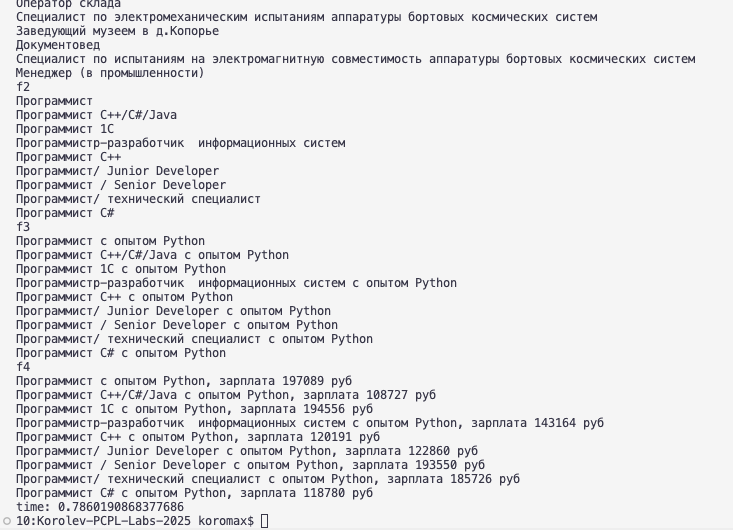 Оператор склада
Специалист по электромеханическим испытаниям аппаратуры бортовых космических систем
Заведующий музеем в д.Копорье
Документовед
Специалист по испытаниям на электромагнитную совместимость аппаратуры бортовых космических систем
Менеджер (в промышленности)
f2
Программист
Программист C++/C#/Java
Программист 1С
Программистр-разработчик  информационных систем
Программист C++
Программист/ Junior Developer
Программист / Senior Developer
Программист/ технический специалист
Программист C#
f3
Программист с опытом Python
Программист C++/C#/Java с опытом Python
Программист 1С с опытом Python
Программистр-разработчик  информационных систем с опытом Python
Программист C++ с опытом Python
Программист/ Junior Developer с опытом Python
Программист / Senior Developer с опытом Python
Программист/ технический специалист с опытом Python
Программист C# с опытом Python
f4
Программист с опытом Python, зарплата 197089 руб
Программист C++/C#/Java с опытом Python, зарплата 108727 руб
Программист 1С с опытом Python, зарплата 194556 руб
Программистр-разработчик  информационных систем с опытом Python, зарплата 143164 руб
Программист C++ с опытом Python, зарплата 120191 руб
Программист/ Junior Developer с опытом Python, зарплата 122860 руб
Программист / Senior Developer с опытом Python, зарплата 193550 руб
Программист/ технический специалист с опытом Python, зарплата 185726 руб
Программист C# с опытом Python, зарплата 118780 руб
time: 0.7860190868377686
10:Korolev-PCPL-Labs-2025 koromax$